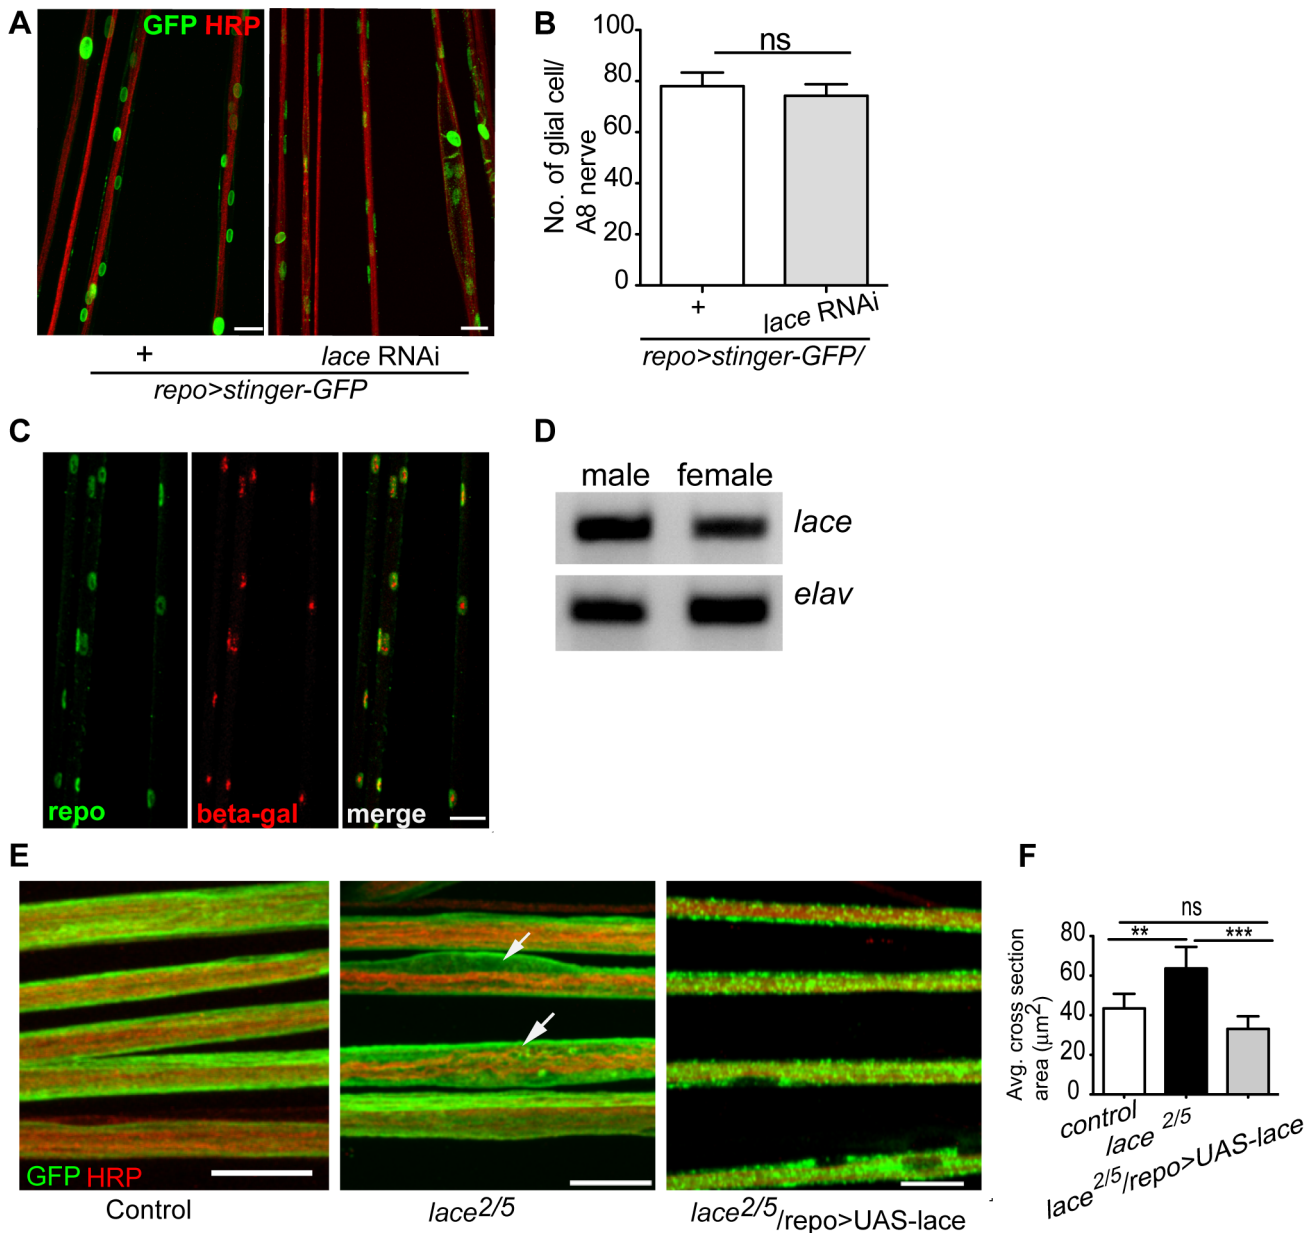 A
GFP HRP
+
lace RNAi
repo>stinger-GFP
B
ns
100
80
60
40
20
0
No. of glial cell/
A8 nerve
+
lace RNAi
repo>stinger-GFP/
C
repo
beta-gal
merge
D
male female
lace
elav
E
GFP HRP
Control
lace2/5
lace2/5/repo>UAS-lace
F
ns
** ***
80
60
40
20
0
Avg. cross section
area (µm2)
control
lace 2/5
lace2/5/repo>UAS-lace